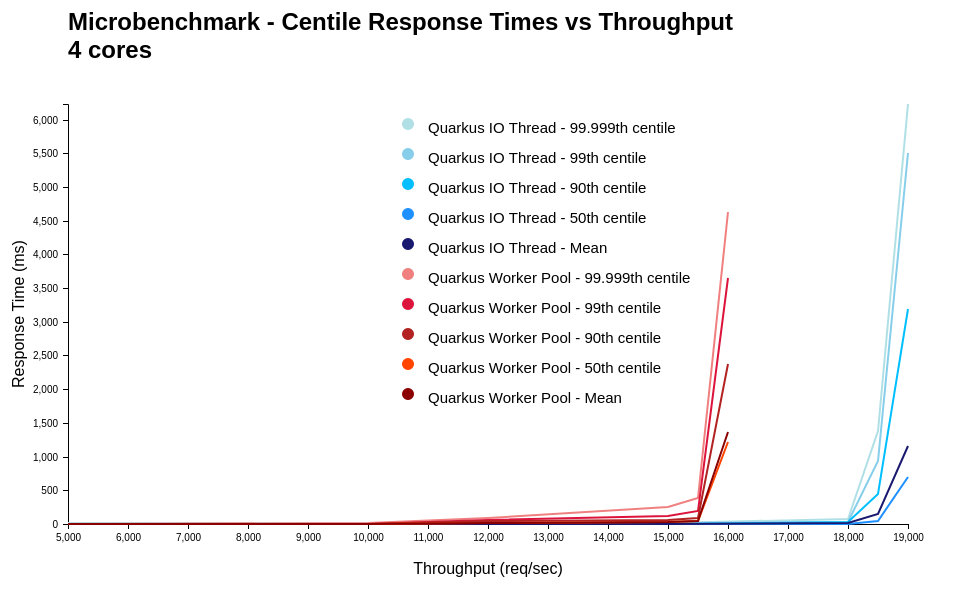 Microbenchmark - Centile Response Times vs Throughput
4 cores
6,000
5,500
5,000
4,500
4,000
3,500
3,000
2,500
2,000
1,500
1,000
500
0
Response Time (ms)
Quarkus IO Thread - 99.999th centile
Quarkus IO Thread - 99th centile
Quarkus IO Thread - 90th centile
Quarkus IO Thread - 50th centile
Quarkus IO Thread - Mean
Quarkus Worker Pool - 99.999th centile
Quarkus Worker Pool - 99th centile
Quarkus Worker Pool - 90th centile
Quarkus Worker Pool - 50th centile
Quarkus Worker Pool - Mean
5,000 6,000 7,000 8,000 9,000 10,000 11,000 12,000 13,000 14,000 15,000 16,000 17,000 18,000 19,000
Throughput (req/sec)